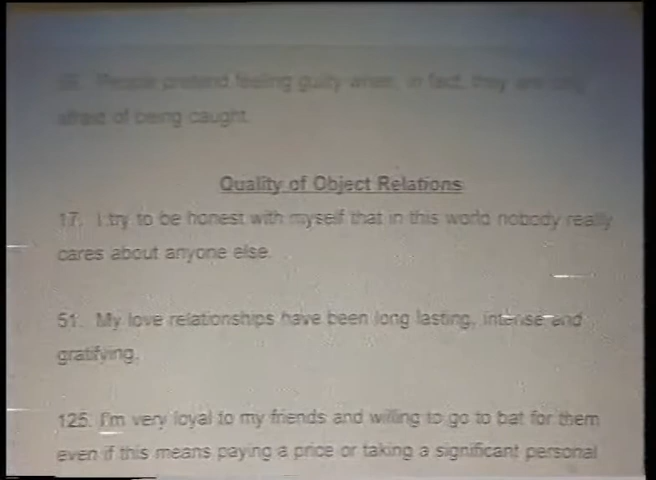 People pretend feeling guilty when, in fact, they are only
afraid of being caught.
Quality of Object Relations
17. I try to be honest with myself that in this world nobody really
cares about anyone else.
51. My love relationships have been long lasting, intense and
gratifying.
125. I'm very loyal to my friends and willing to go to bat for them
even if this means paying a price or taking a significant personal